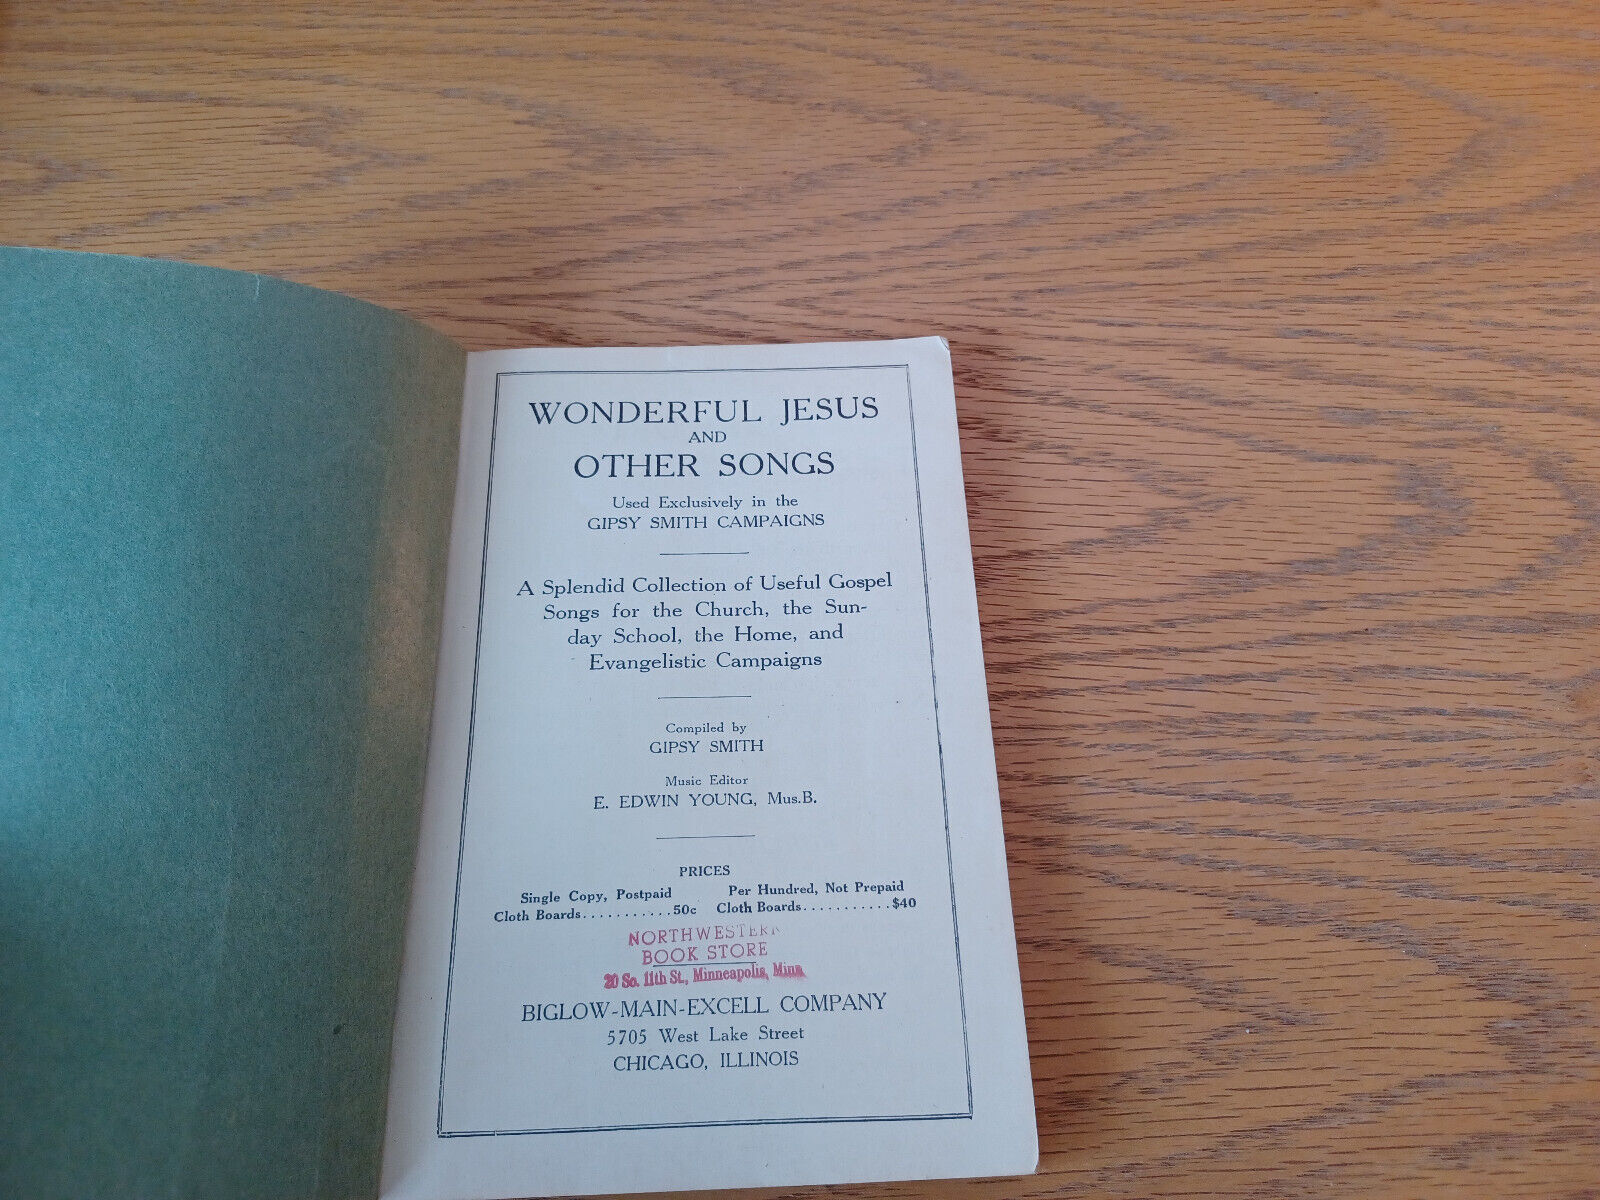 WONDERFUL JESUS
AND
OTHER SONGS
Used Exclusively in the
GIPSY SMITH CAMPAIGNS
A Splendid Collection of Useful Gospel
Songs for the Church, the Sun-
day School, the Home, and
Evangelistic Campaigns
Compiled by
GIPSY SMITH
Music Editor
E. EDWIN YOUNG, Mus.B.
PRICES
Single Copy, Postpaid
Cloth Boards...........50c
Per Hundred, Not Prepaid
Cloth Boards...........$40
NORTHWESTERN
BOOK STORE
20 So. 11th St., Minneapolis, Minn.
BIGLOW-MAIN-EXCELL COMPANY
5705 West Lake Street
CHICAGO, ILLINOIS